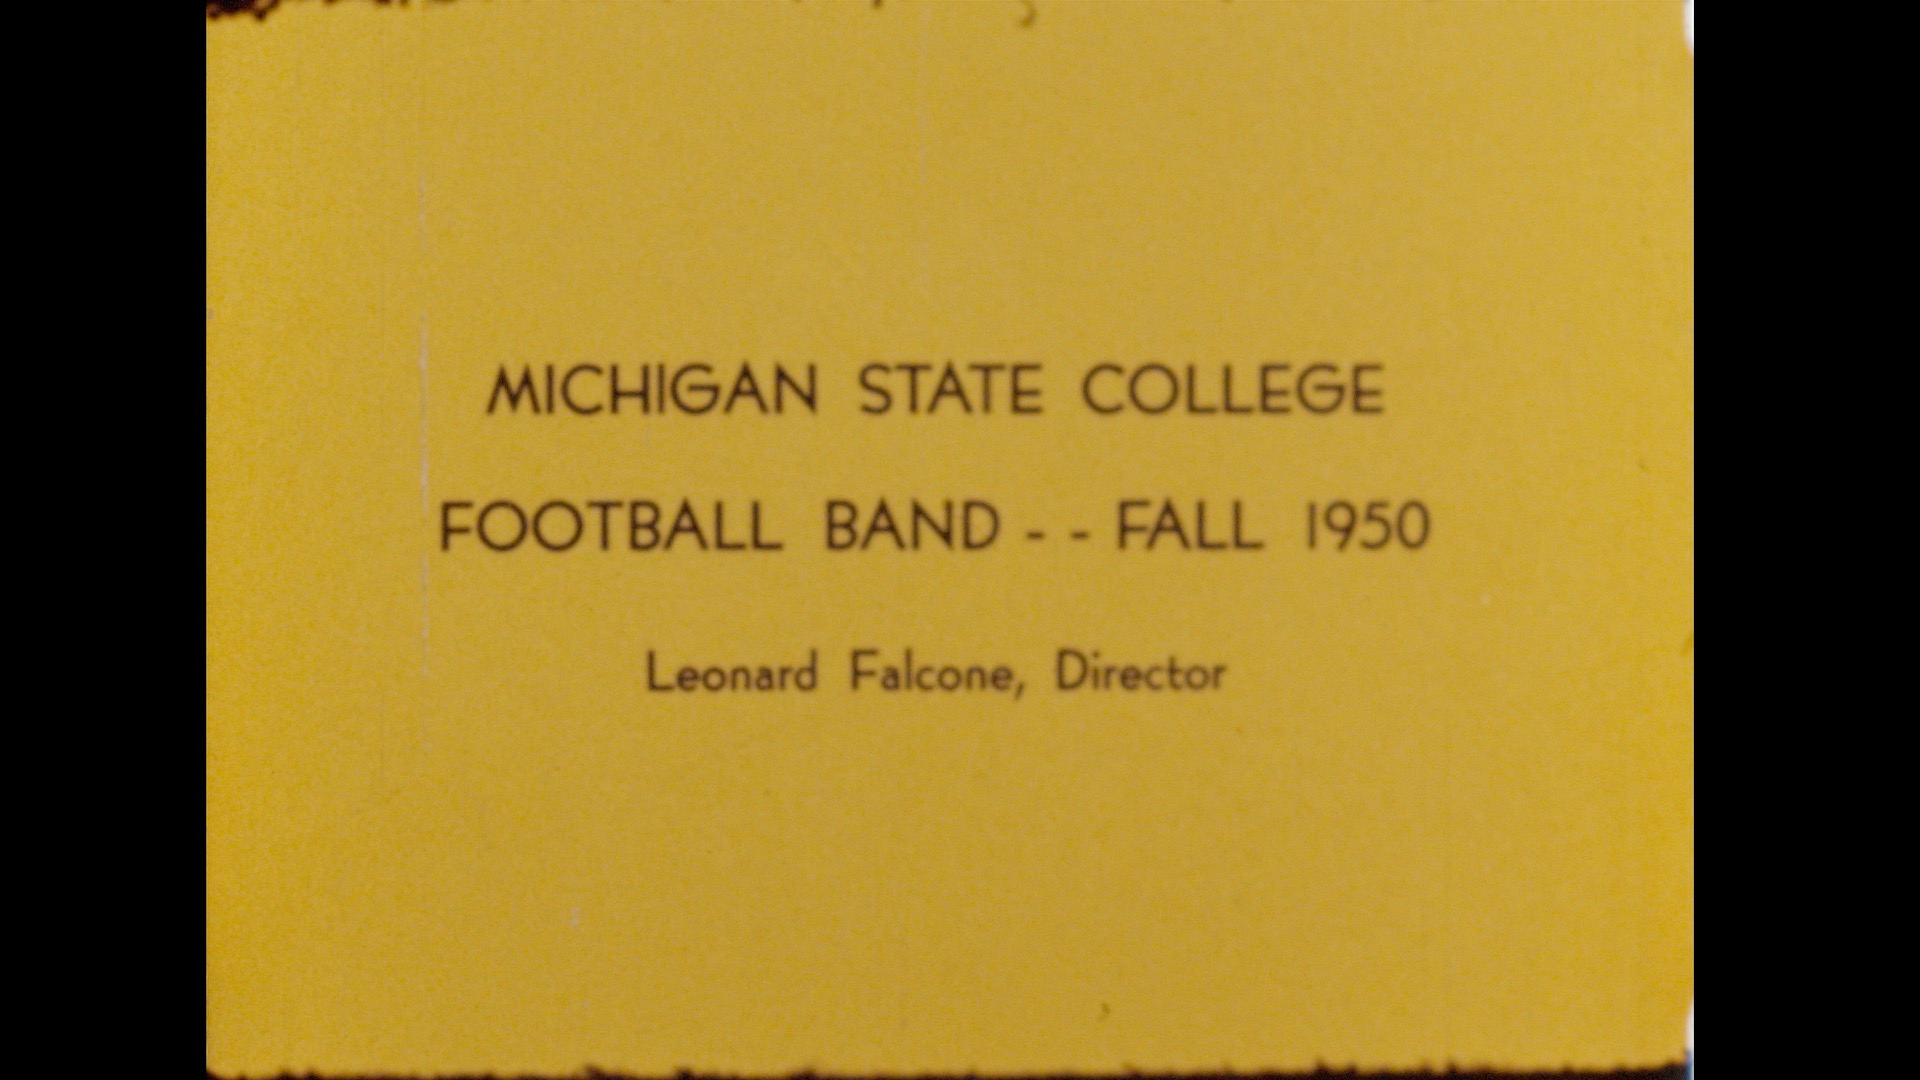 MICHIGAN STATE COLLEGE
FOOTBALL BAND - - FALL 1950
Leonard Falcone, Director